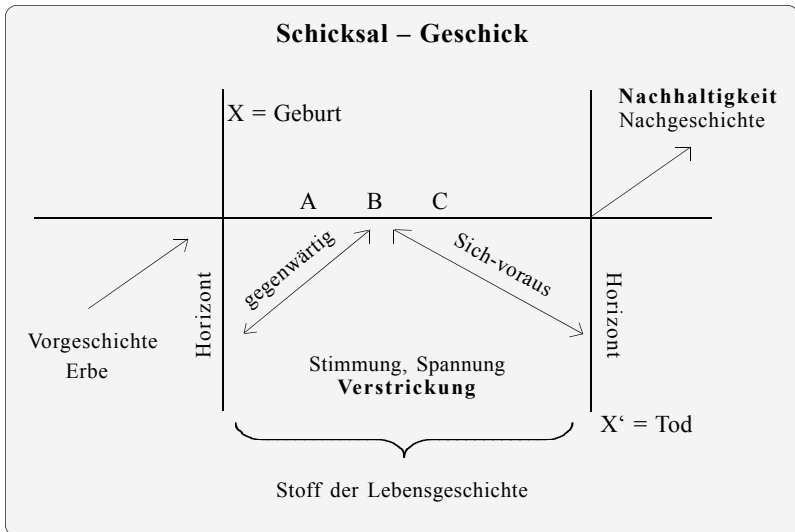 Schicksal – Geschick
X = Geburt
Nachhaltigkeit
Nachgeschichte
A B C
gegenwärtig
Sich-voraus
Horizont
Horizont
Vorgeschichte
Erbe
Stimmung, Spannung
Verstrickung
X‘ = Tod
Stoff der Lebensgeschichte